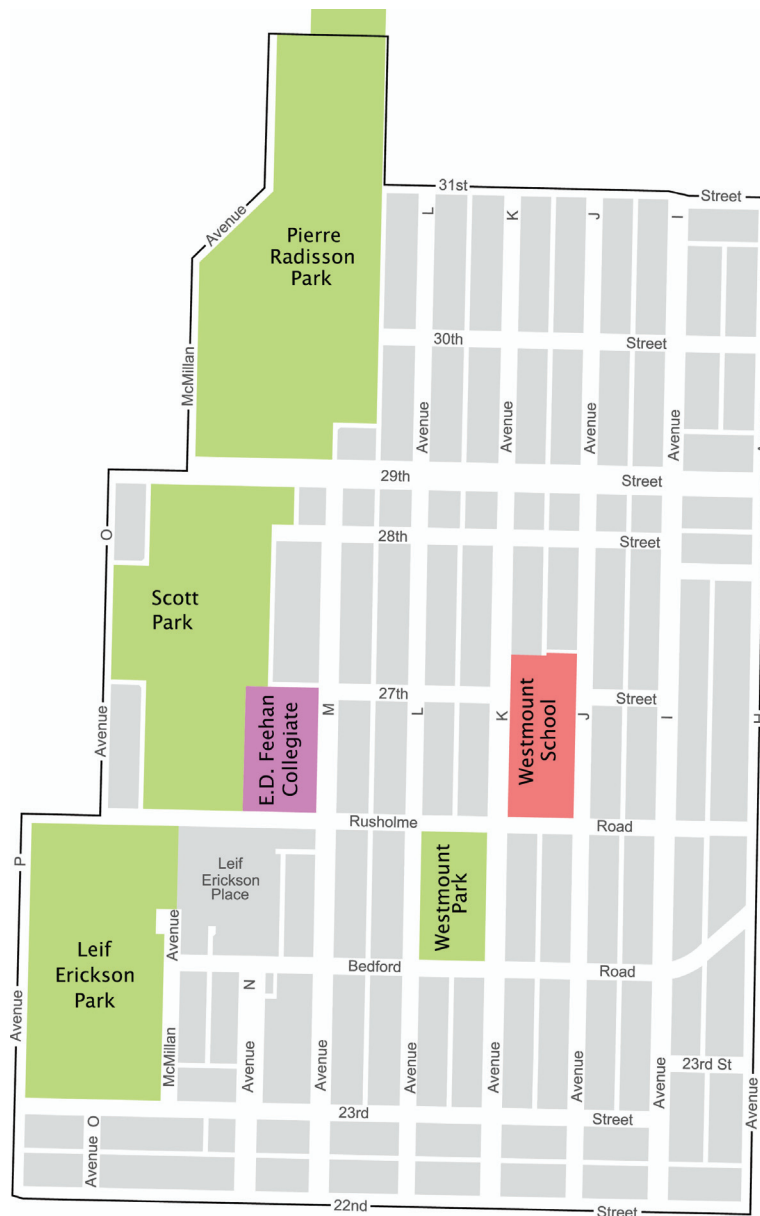 31st
Street
Avenue
L
K
J
I
Pierre
Radisson
Park
McMillan
30th
Street
Avenue
Avenue
Avenue
Avenue
29th
Street
O
28th
Street
Scott
Park
27th
Street
Avenue
E.D. Feehan
Collegiate
M
L
K
Westmount
School
J
I
H
Rusholme
Road
P
Leif
Erickson
Place
Westmount
Park
Leif
Erickson
Park
Avenue
Bedford
Road
N
Avenue
McMillan
Avenue
Avenue
Avenue
Avenue
Avenue
Avenue
23rd St
Avenue
23rd
Street
O
Avenue
22nd
Street